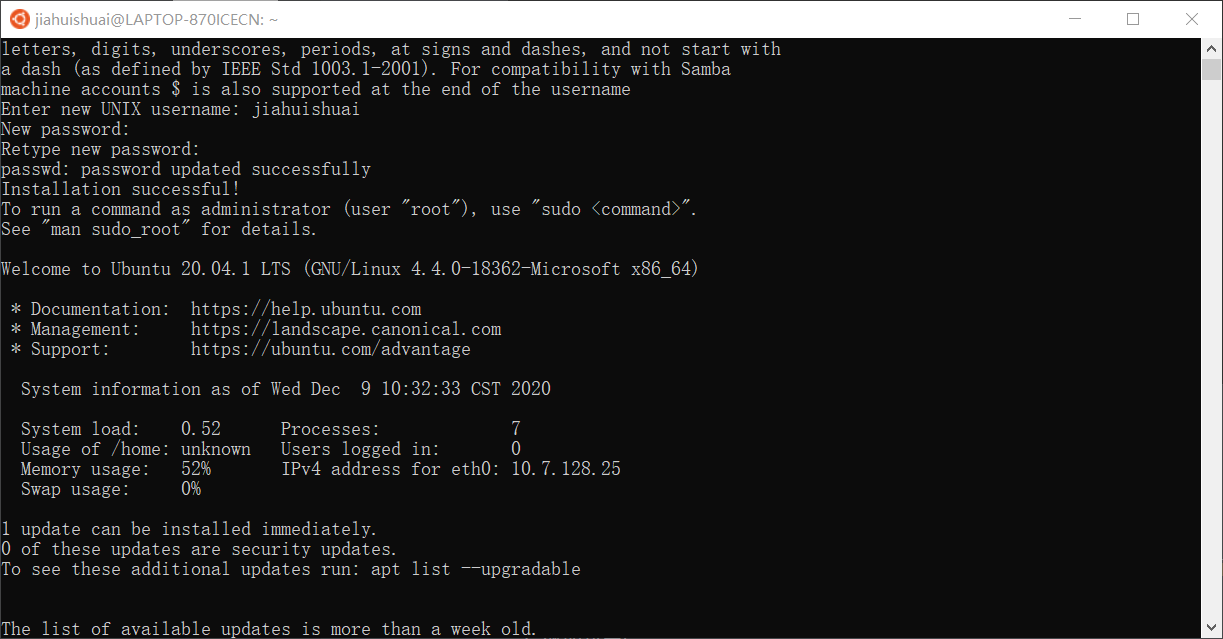 jiahuishuai@LAPTOP-870ICECN: ~
letters, digits, underscores, periods, at signs and dashes, and not start with
a dash (as defined by IEEE Std 1003.1-2001). For compatibility with Samba
machine accounts $ is also supported at the end of the username
Enter new UNIX username: jiahuishuai
New password:
Retype new password:
passwd: password updated successfully
Installation successful!
To run a command as administrator (user "root"), use "sudo <command>".
See "man sudo_root" for details.
Welcome to Ubuntu 20.04.1 LTS (GNU/Linux 4.4.0-18362-Microsoft x86_64)
* Documentation:  https://help.ubuntu.com
* Management:     https://landscape.canonical.com
* Support:        https://ubuntu.com/advantage
System information as of Wed Dec  9 10:32:33 CST 2020
System load:    0.52      Processes:             7
Usage of /home: unknown   Users logged in:       0
Memory usage:   52%       IPv4 address for eth0: 10.7.128.25
Swap usage:     0%
1 update can be installed immediately.
0 of these updates are security updates.
To see these additional updates run: apt list --upgradable
The list of available updates is more than a week old.